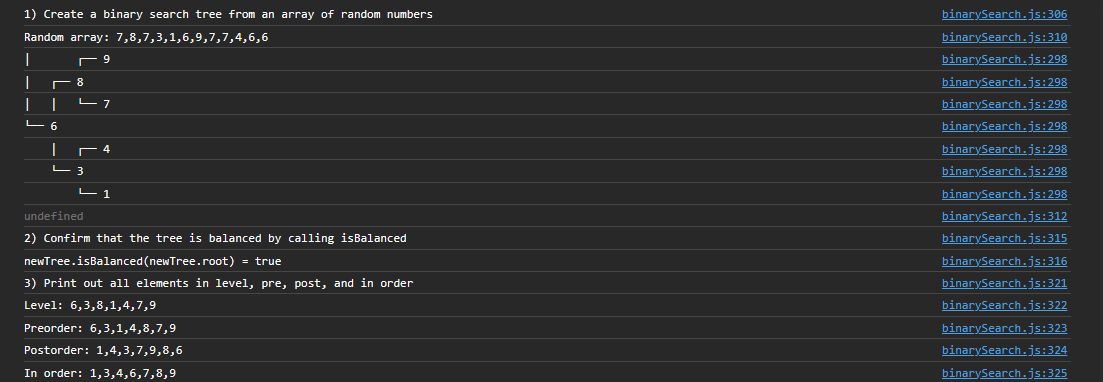 1) Create a binary search tree from an array of random numbers binarySearch.js:306
Random array: 7,8,7,3,1,6,9,7,7,4,6,6 binarySearch.js:310
│       ┌── 9 binarySearch.js:298
│   ┌── 8 binarySearch.js:298
│   │   └── 7 binarySearch.js:298
└── 6 binarySearch.js:298
    │   ┌── 4 binarySearch.js:298
    └── 3 binarySearch.js:298
        └── 1 binarySearch.js:298
undefined binarySearch.js:312
2) Confirm that the tree is balanced by calling isBalanced binarySearch.js:315
newTree.isBalanced(newTree.root) = true binarySearch.js:316
3) Print out all elements in level, pre, post, and in order binarySearch.js:321
Level: 6,3,8,1,4,7,9 binarySearch.js:322
Preorder: 6,3,1,4,8,7,9 binarySearch.js:323
Postorder: 1,4,3,7,9,8,6 binarySearch.js:324
In order: 1,3,4,6,7,8,9 binarySearch.js:325